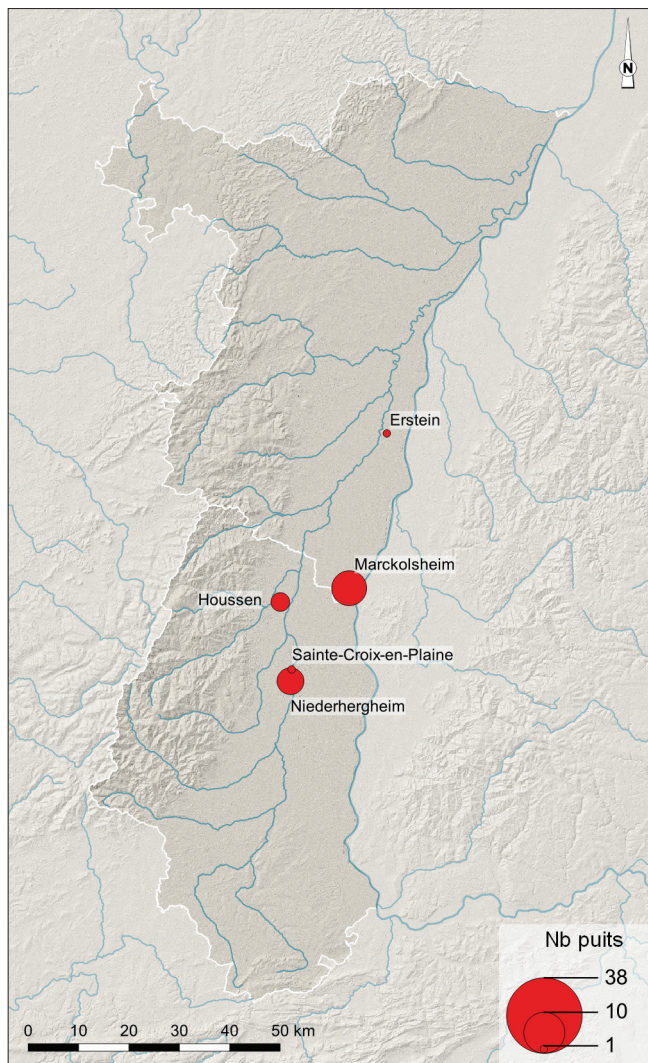 N
Erstein
Marckolsheim
Houssen
Sainte-Croix-en-Plaine
Niederhergheim
Nb puits
38
10
1
0 10 20 30 40 50 km